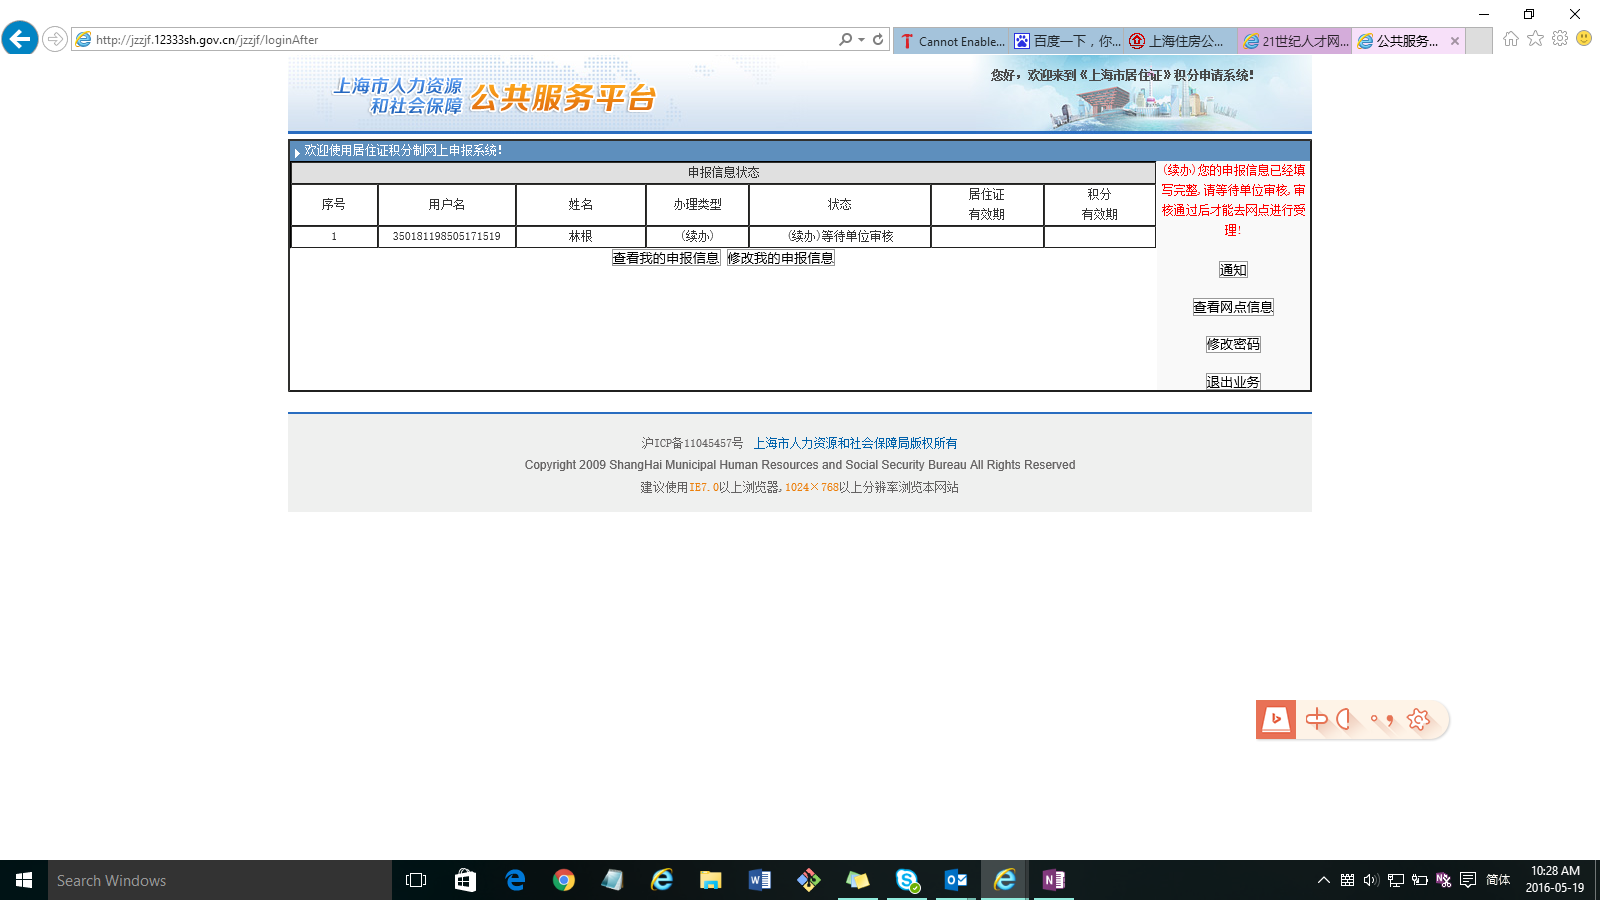 http://jzzjf.12333sh.gov.cn/jzzjf/loginAfter
Cannot Enable...
百度一下，你...
上海住房公...
21世纪人才网...
公共服务...
上海市人力资源
和社会保障
公共服务平台
您好，欢迎来到《上海市居住证》积分申请系统！
欢迎使用居住证积分制网上申报系统！
申报信息状态
序号 用户名 姓名 办理类型 状态 居住证有效期 积分有效期
1 350181198505171519 林根 (续办) (续办)等待单位审核
查看我的申报信息 修改我的申报信息
(续办)您的申报信息已经填
写完整,请等待单位审核,审
核通过后才能去网点进行受
理!
通知
查看网点信息
修改密码
退出业务
沪ICP备11045457号 上海市人力资源和社会保障局版权所有
Copyright 2009 ShangHai Municipal Human Resources and Social Security Bureau All Rights Reserved
建议使用IE7.0以上浏览器,1024×768以上分辨率浏览本网站
中
Search Windows
简体
10:28 AM
2016-05-19